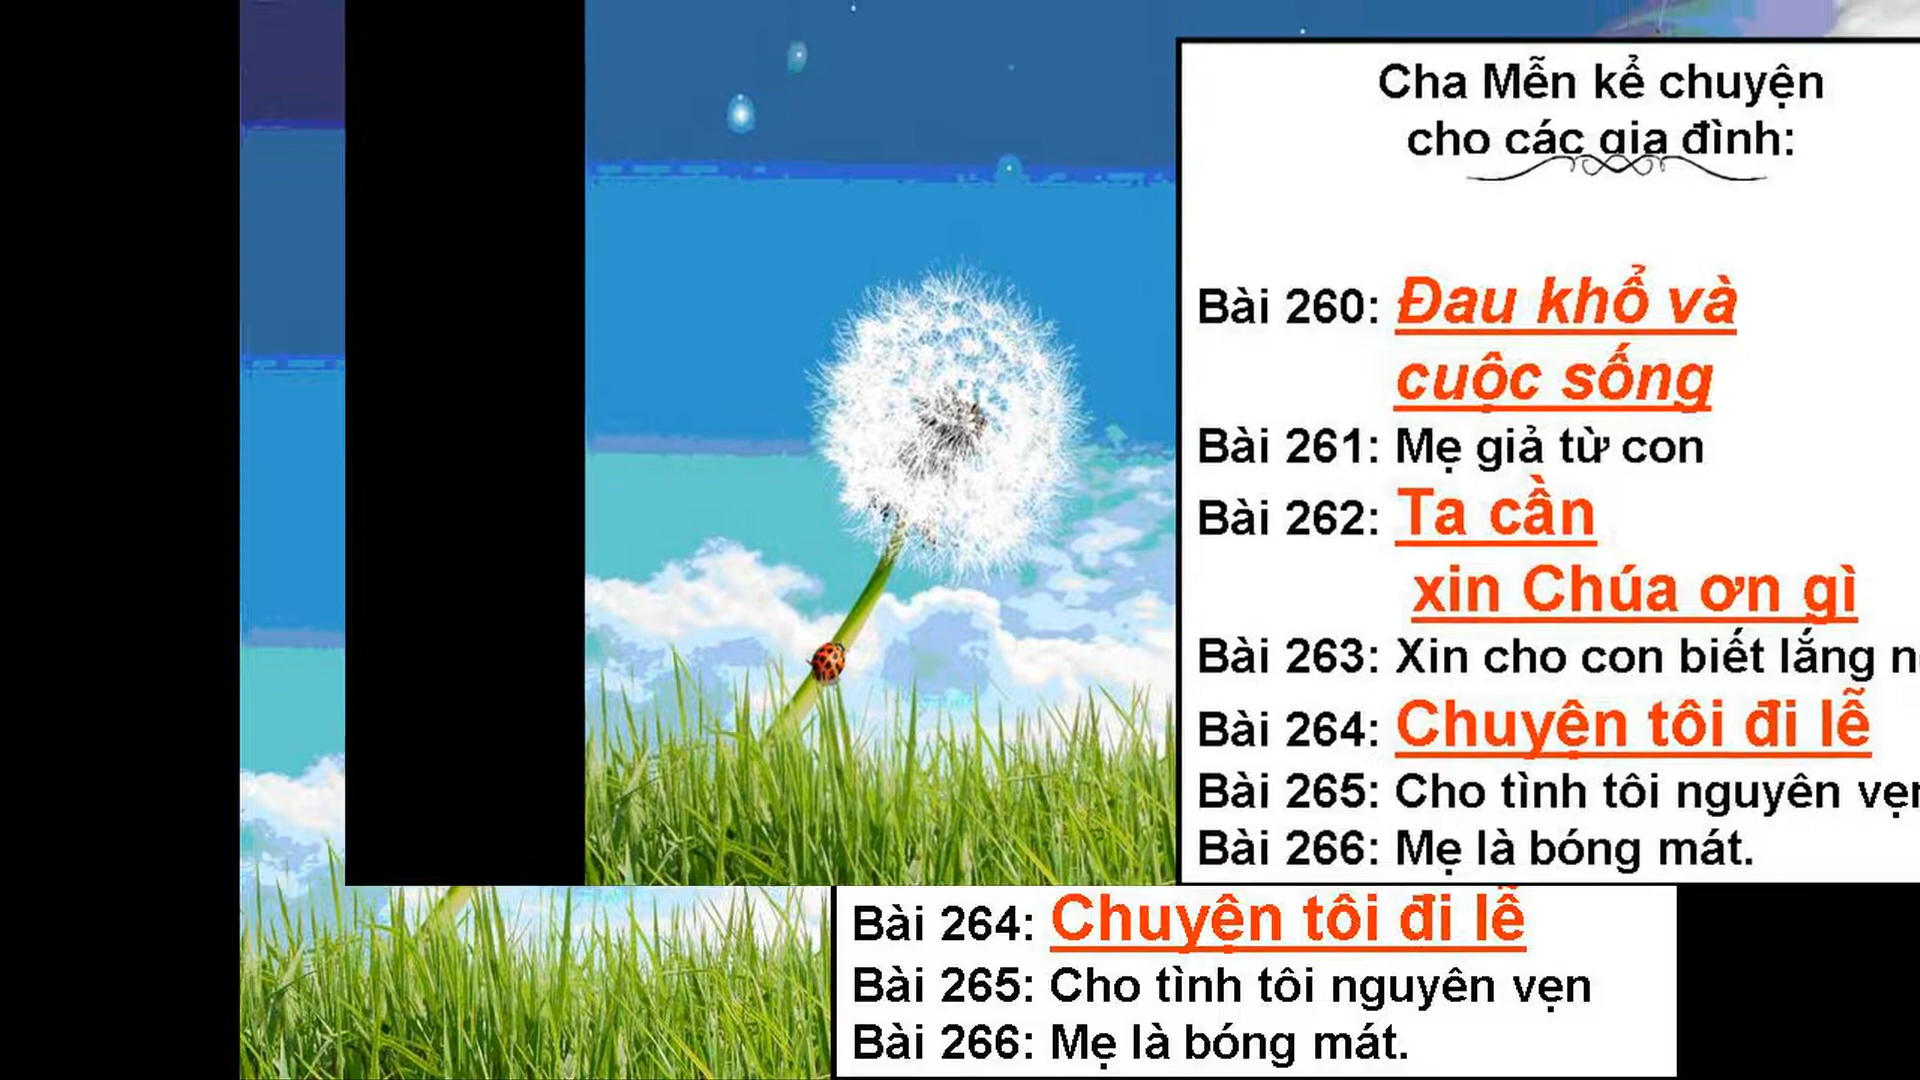 Cha Mễn kể chuyện
cho các gia đình:
Bài 260: Đau khổ và
cuộc sống
Bài 261: Mẹ giả từ con
Bài 262: Ta cần
xin Chúa ơn gì
Bài 263: Xin cho con biết lắng
Bài 264: Chuyện tôi đi lễ
Bài 265: Cho tình tôi nguyên
Bài 266: Mẹ là bóng mát.
Bài 264: Chuyện tôi đi lễ
Bài 265: Cho tình tôi nguyên vẹn
Bài 266: Mẹ là bóng mát.